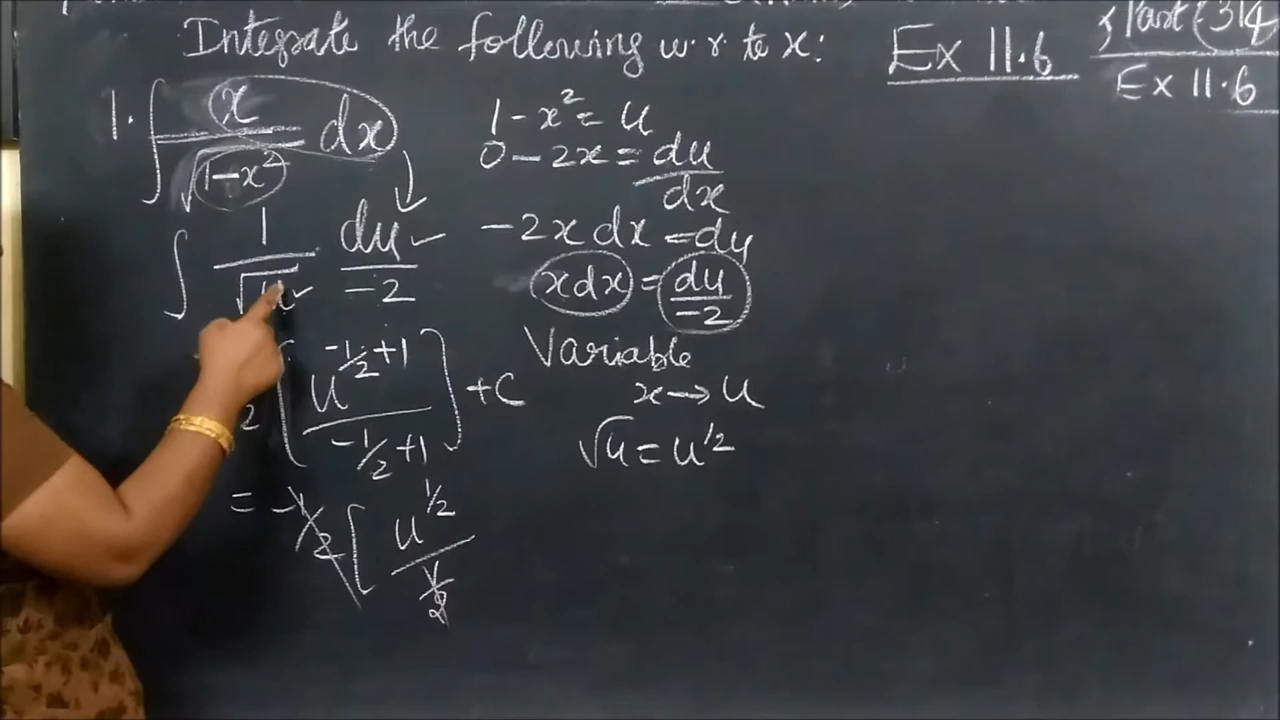 Integrate the following w.r to x:
Ex 11.6
Part
Ex 11.6
1. ∫ x/√(1-x²) dx
∫ 1/√u du/-2
2 [u^(-1/2+1) / (-1/2+1)] + C
= -1/2 [u^(1/2) / (1/2)
1 - x² = u
0 - 2x = du/dx
-2x dx = du
x dx = du/-2
Variable
x → u
√u = u^(1/2)